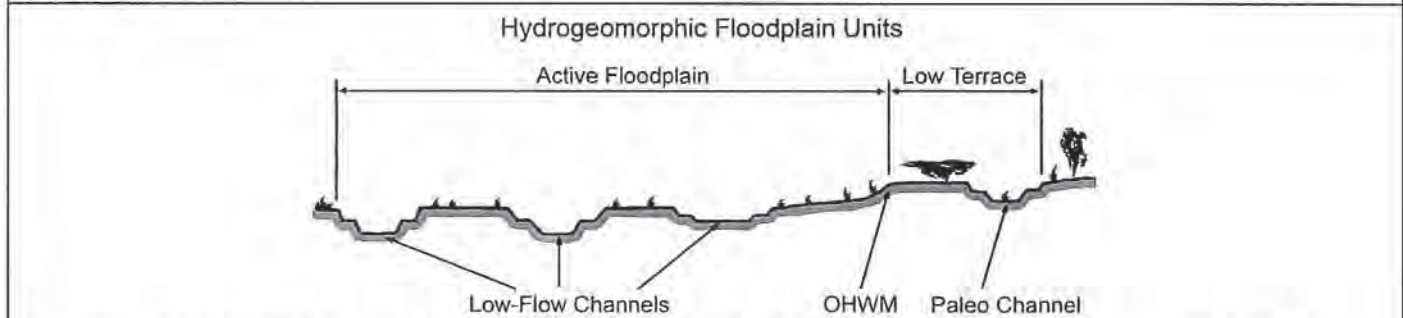 Hydrogeomorphic Floodplain Units
Active Floodplain
Low Terrace
Low-Flow Channels
OHWM
Paleo Channel